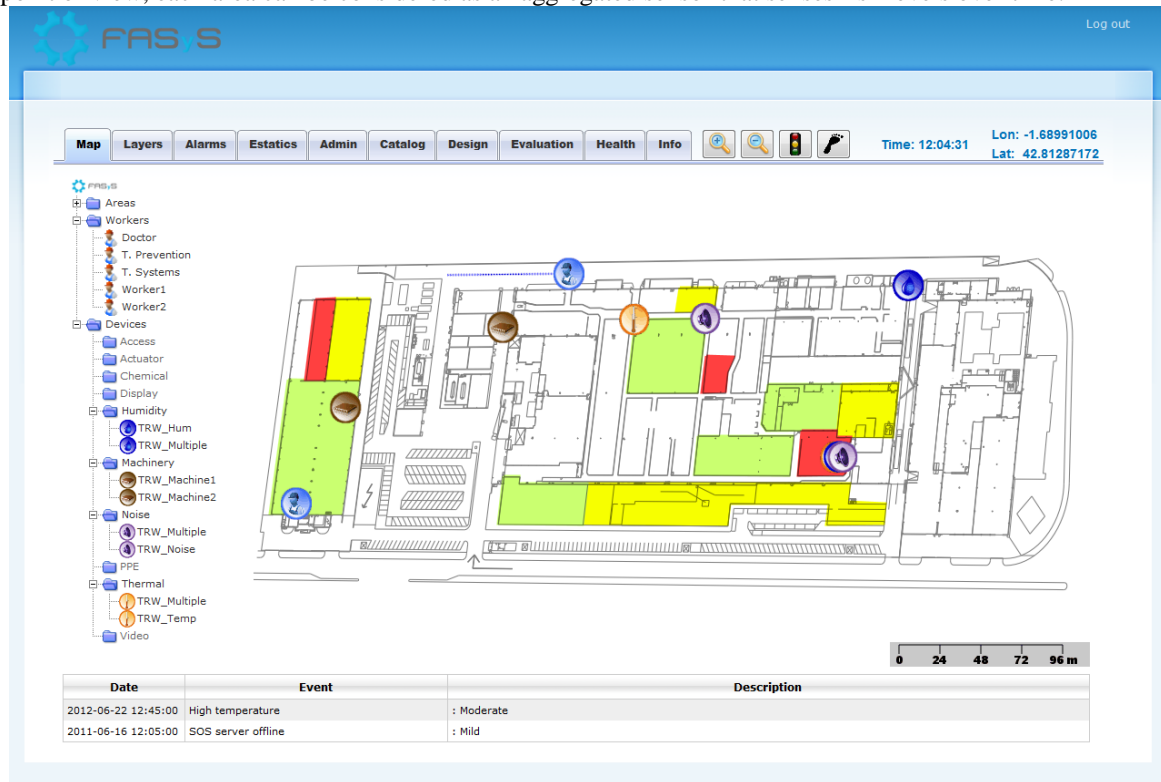 FASyS
Log out
Map Layers Alarms Estatics Admin Catalog Design Evaluation Health Info
Time: 12:04:31
Lon: -1.68991006
Lat: 42.81287172
FASyS
Areas
Workers
Doctor
T. Prevention
T. Systems
Worker1
Worker2
Devices
Access
Actuator
Chemical
Display
Humidity
TRW_Hum
TRW_Multiple
Machinery
TRW_Machine1
TRW_Machine2
Noise
TRW_Multiple
TRW_Noise
PPE
Thermal
TRW_Multiple
TRW_Temp
Video
0 24 48 72 96 m
Date Event Description
2012-06-22 12:45:00 High temperature : Moderate
2011-06-16 12:05:00 SOS server offline : Mild